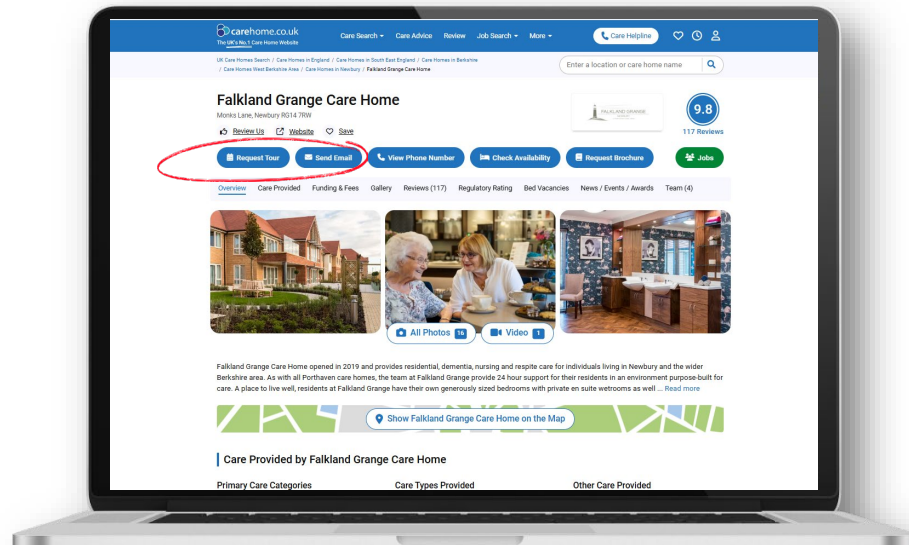 carehome.co.uk
The UK's No.1 Care Home Website
Care Search
Care Advice
Review
Job Search
More
Care Helpline
UK Care Homes Search / Care Homes in England / Care Homes in South East England / Care Homes in Berkshire
/ Care Homes West Berkshire Area / Care Homes in Newbury / Falkland Grange Care Home
Enter a location or care home name
Falkland Grange Care Home
Monks Lane, Newbury RG14 7RW
FALKLAND GRANGE
9.8
117 Reviews
Review Us
Website
Save
Request Tour
Send Email
View Phone Number
Check Availability
Request Brochure
Jobs
Overview
Care Provided
Funding & Fees
Gallery
Reviews (117)
Regulatory Rating
Bed Vacancies
News / Events / Awards
Team (4)
All Photos 16
Video 1
Falkland Grange Care Home opened in 2019 and provides residential, dementia, nursing and respite care for individuals living in Newbury and the wider
Berkshire area. As with all Porthaven care homes, the team at Falkland Grange provide 24 hour support for their residents in an environment purpose-built for
care. A place to live well, residents at Falkland Grange have their own generously sized bedrooms with private en suite wetrooms as well ... Read more
Show Falkland Grange Care Home on the Map
Care Provided by Falkland Grange Care Home
Primary Care Categories
Care Types Provided
Other Care Provided